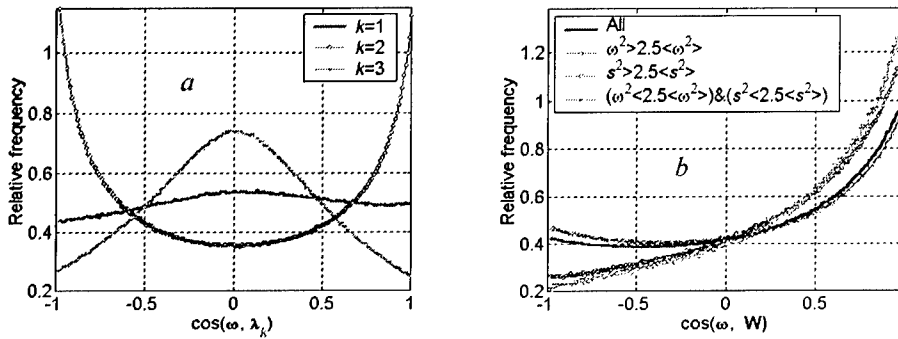 k=1
k=2
k=3
a
Relative frequency
1
0.8
0.6
0.4
0.2
-1
-0.5
0
0.5
1
cos(ω, λk)
All
ω²>2.5<ω²>
s²>2.5<s²>
(ω²<2.5<ω²>)&(s²<2.5<s²>)
b
Relative frequency
1.2
1
0.8
0.6
0.4
0.2
-1
-0.5
0
0.5
cos(ω, W)